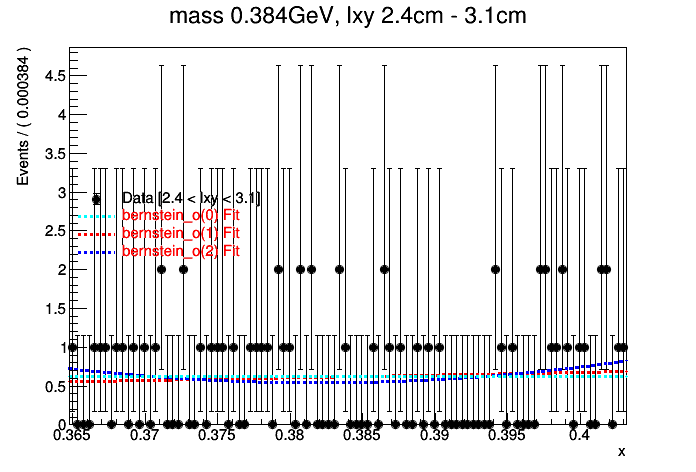 mass 0.384GeV, lxy 2.4cm - 3.1cm
Events / ( 0.000384 )
4.5
4
3.5
3
2.5
2
1.5
1
0.5
0
Data [2.4 < lxy < 3.1]
bernstein_o(0) Fit
bernstein_o(1) Fit
bernstein_o(2) Fit
0.365 0.37 0.375 0.38 0.385 0.39 0.395 0.4
x